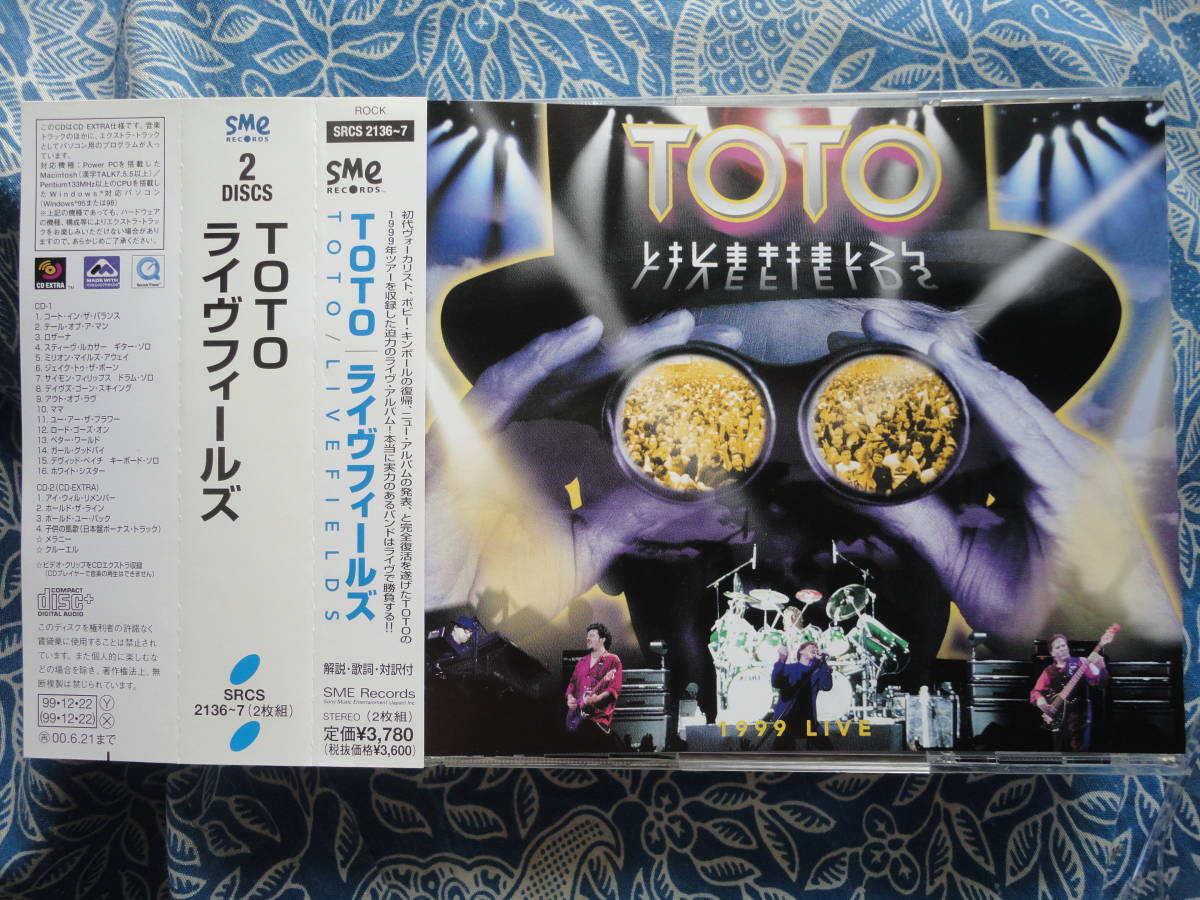 このCDはCD EXTRA仕様です。音楽
トラックのほかに、エクストラ・トラック
としてパソコン用のプログラムが入っ
ています。
対応機種:Power PCを搭載した
Macintosh(漢字TALK7.5.5以上)/
Pentium133MHz以上のCPUを搭載し
たWindows®対応パソコン
(Windows®95または98)
※上記の機種であっても、ハードウェア
の機種、構成等によりエクストラ・トラッ
クをお楽しみいただけない場合があり
ますので、あらかじめご了承ください。
CD EXTRA TM
MADE WITH
CD-1
1. コート・イン・ザ・バランス
2. テール・オブ・ア・マン
3. ロザーナ
4. スティーヴ・ルカサー ギター・ソロ
5. ミリオン・マイルズ・アウェイ
6. ジェイク・トゥ・ザ・ボーン
7. サイモン・フィリップス ドラム・ソロ
8. デイヴズ・ゴーン・スキイング
9. アウト・オブ・ラヴ
10. ママ
11. ユー・アー・ザ・フラワー
12. ロード・ゴーズ・オン
13. ベター・ワールド
14. ガール・グッドバイ
15. デヴィッド・ペイチ キーボード・ソロ
16. ホワイト・シスター
CD-2 (CD-EXTRA)
1. アイ・ウィル・リメンバー
2. ホールド・ザ・ライン
3. ホールド・ユー・バック
4. 子供の凱歌(日本盤ボーナス・トラック)
☆メラニー
☆クルーエル
☆ビデオ・クリップをCDエクストラ収録
(CDプレイヤーで音楽の再生はできません)
COMPACT
disc+
DIGITAL AUDIO
このディスクを権利者の許諾なく
賃貸業に使用することは禁止され
ています。また個人的に楽しむな
どの場合を除き、著作権法上、無
断複製は禁じられています。
99・12・22 Y
(99・12・22) X
再 00.6.21まで
sme
RECORDS
2
DISCS
TOTO
ライヴフィールズ
SRCS
2136~7(2枚組)
ROCK
SRCS 2136~7
sme
RECORDS™
初代ヴォーカリスト、ボビー・キンボールの復帰、ニュー・アルバムの発表、と完全復活を遂げたTOTOの
1999年ツアーを収録した迫力のライヴ・アルバム!本当に実力のあるバンドはライヴで勝負する!!
TOTO|ライヴフィールズ
TOTO/LIVEFIELDS
解説・歌詞・対訳付
SME Records
Sony Music Entertainment (Japan) Inc.
STEREO (2枚組)
定価¥3,780
(税抜価格¥3,600)
TOTO
LIVEFIELDS
TAMA
1999 LIVE